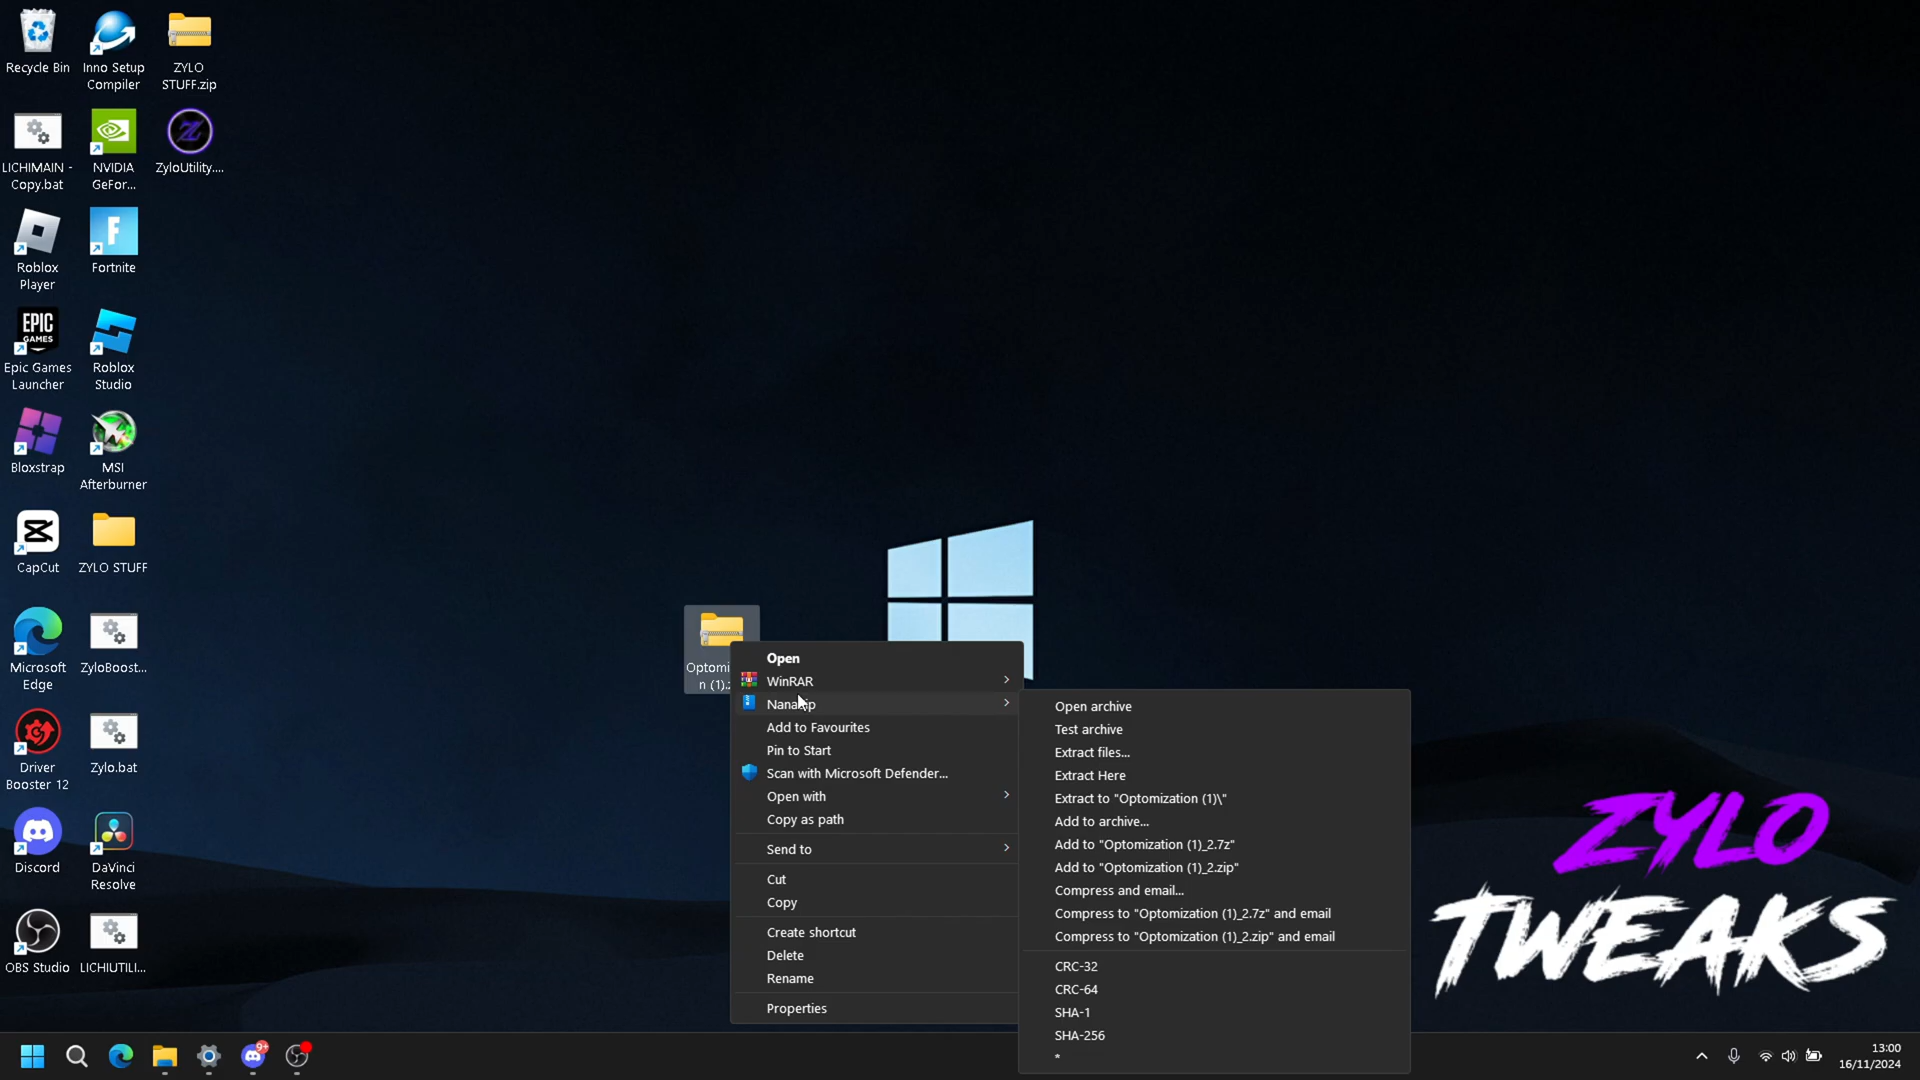 Recycle Bin
Inno Setup
Compiler
ZYLO
STUFF.zip
LICHIMAIN -
Copy.bat
NVIDIA
GeFor...
ZyloUtility....
Roblox
Player
Fortnite
EPIC
GAMES
Epic Games
Launcher
Roblox
Studio
Bloxstrap
MSI
Afterburner
CapCut
ZYLO STUFF
Microsoft
Edge
ZyloBoost...
Driver
Booster 12
Zylo.bat
Discord
DaVinci
Resolve
OBS Studio
LICHIUTILI...
Optomi
n (1).z
Open
WinRAR
Add to Favourites
Pin to Start
Scan with Microsoft Defender...
Open with
Copy as path
Send to
Cut
Copy
Create shortcut
Delete
Rename
Properties
Open archive
Test archive
Extract files...
Extract Here
Extract to "Optomization (1)\"
Add to archive...
Add to "Optomization (1)_2.7z"
Add to "Optomization (1)_2.zip"
Compress and email...
Compress to "Optomization (1)_2.7z" and email
Compress to "Optomization (1)_2.zip" and email
CRC-32
CRC-64
SHA-1
SHA-256
*
ZYLO
TWEAKS
9+
13:00
16/11/2024